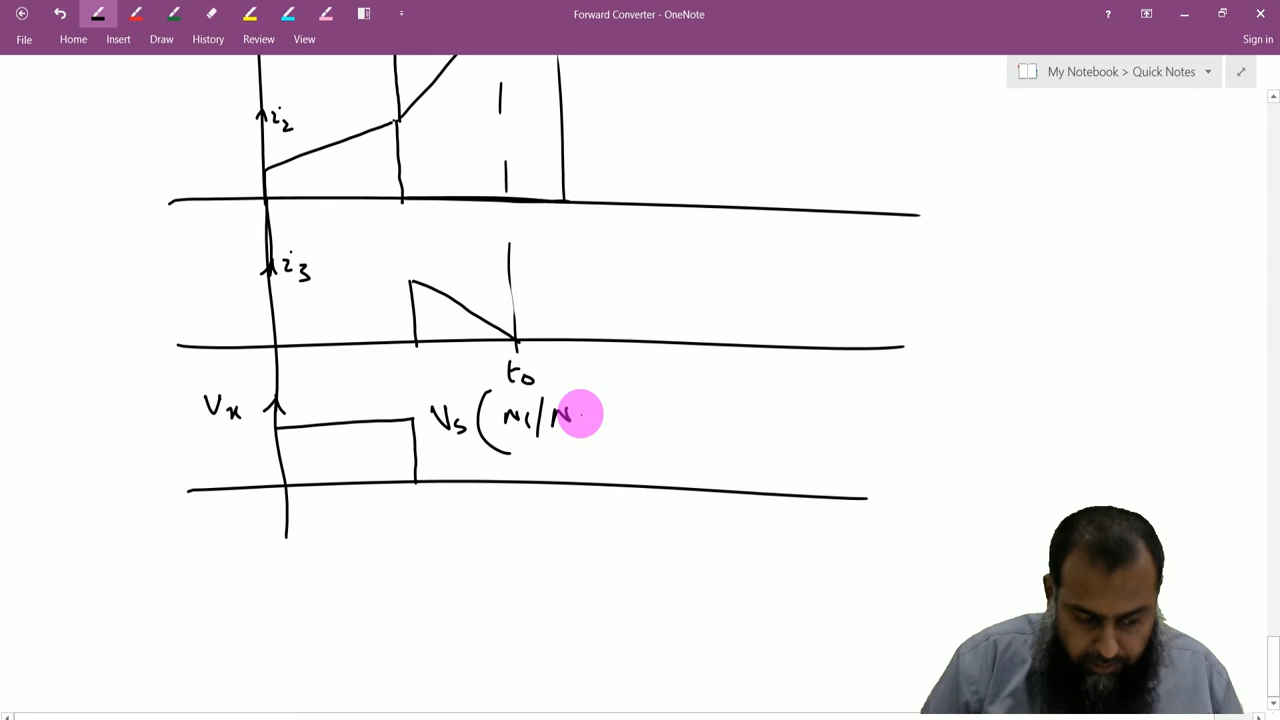 Forward Converter - OneNote
?
Sign in
File Home Insert Draw History Review View
My Notebook > Quick Notes
i2
i3
t0
Vx
Vs ( N1/N